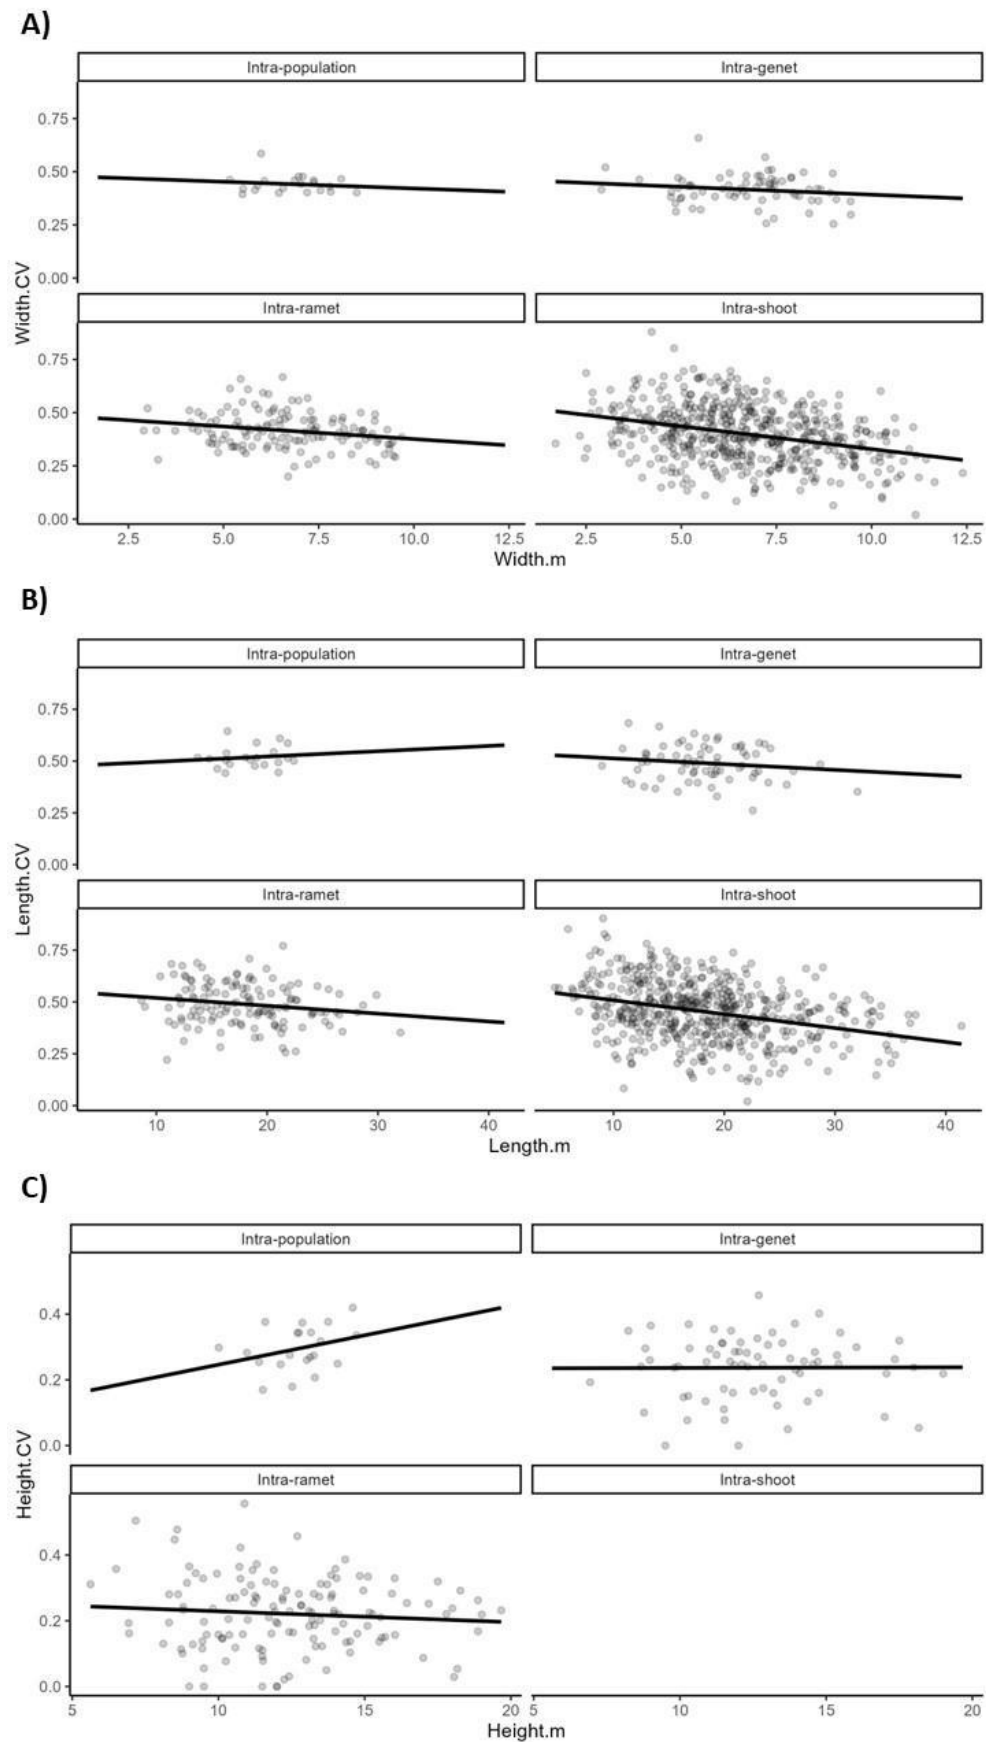 A)
Intra-population Intra-genet
0.75
0.50
0.25
0.00
Width.CV
Intra-ramet Intra-shoot
0.75
0.50
0.25
0.00
2.5 5.0 7.5 10.0 12.5 2.5 5.0 7.5 10.0 12.5
Width.m
B)
Intra-population Intra-genet
0.75
0.50
0.25
0.00
Length.CV
Intra-ramet Intra-shoot
0.75
0.50
0.25
0.00
10 20 30 40 10 20 30 40
Length.m
C)
Intra-population Intra-genet
0.4
0.2
0.0
Height.CV
Intra-ramet Intra-shoot
0.4
0.2
0.0
5 10 15 20 5 10 15 20
Height.m